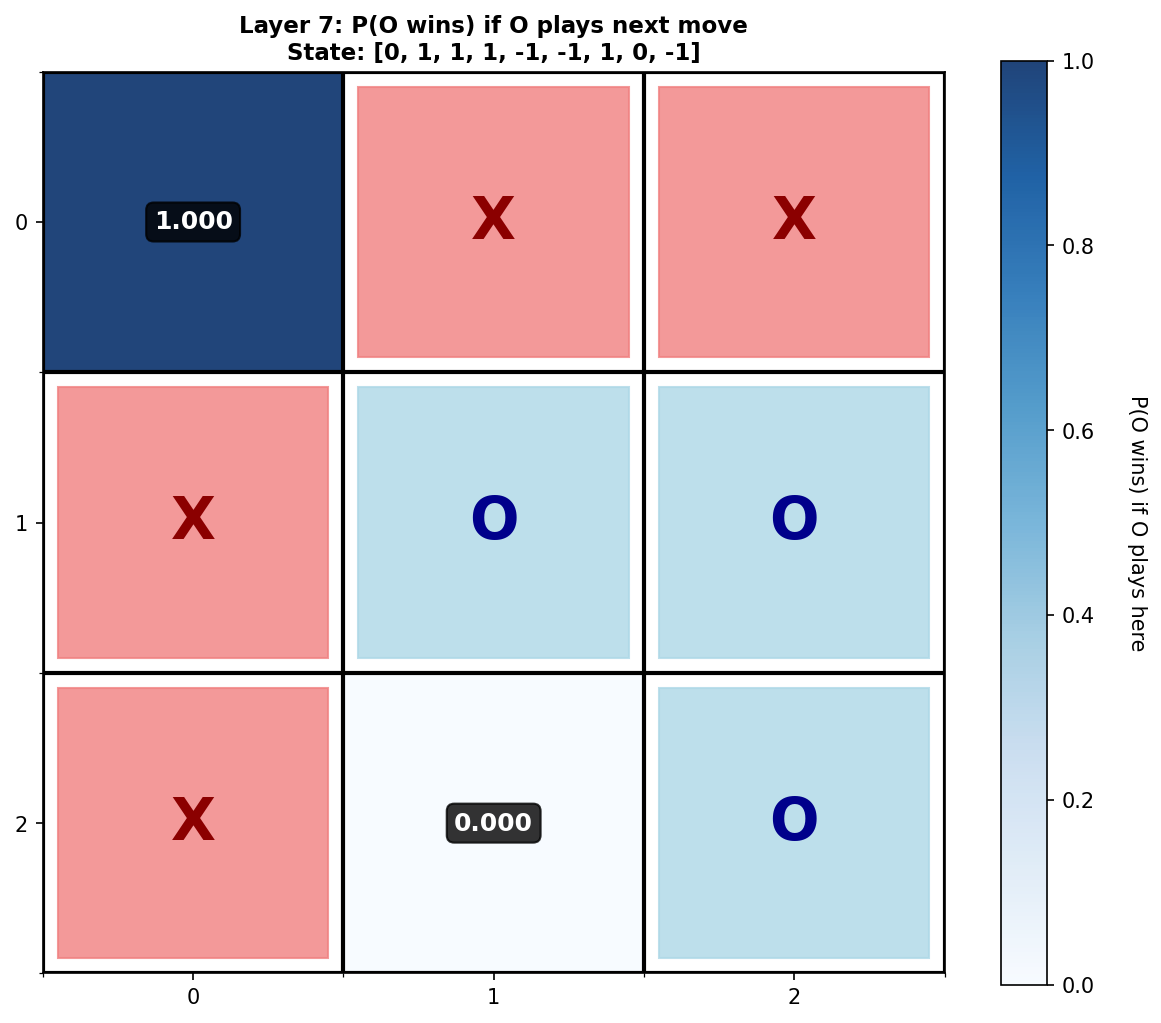 Layer 7: P(O wins) if O plays next move
State: [0, 1, 1, 1, -1, -1, 1, 0, -1]
0
1.000
X
X
1
X
O
O
2
X
0.000
O
0
1
2
1.0
0.8
0.6
0.4
0.2
0.0
P(O wins) if O plays here